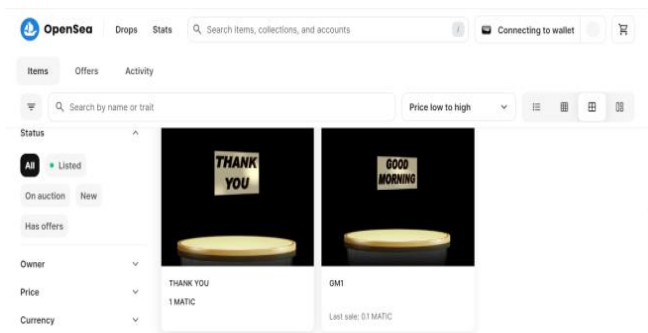 OpenSea Drops Stats Search items, collections, and accounts / Connecting to wallet
Items Offers Activity
Search by name or trait Price low to high
Status
All Listed
On auction New
Has offers
Owner
Price
Currency
THANK
YOU
THANK YOU
1 MATIC
GOOD
MORNING
GM1
Last sale: 0.1 MATIC